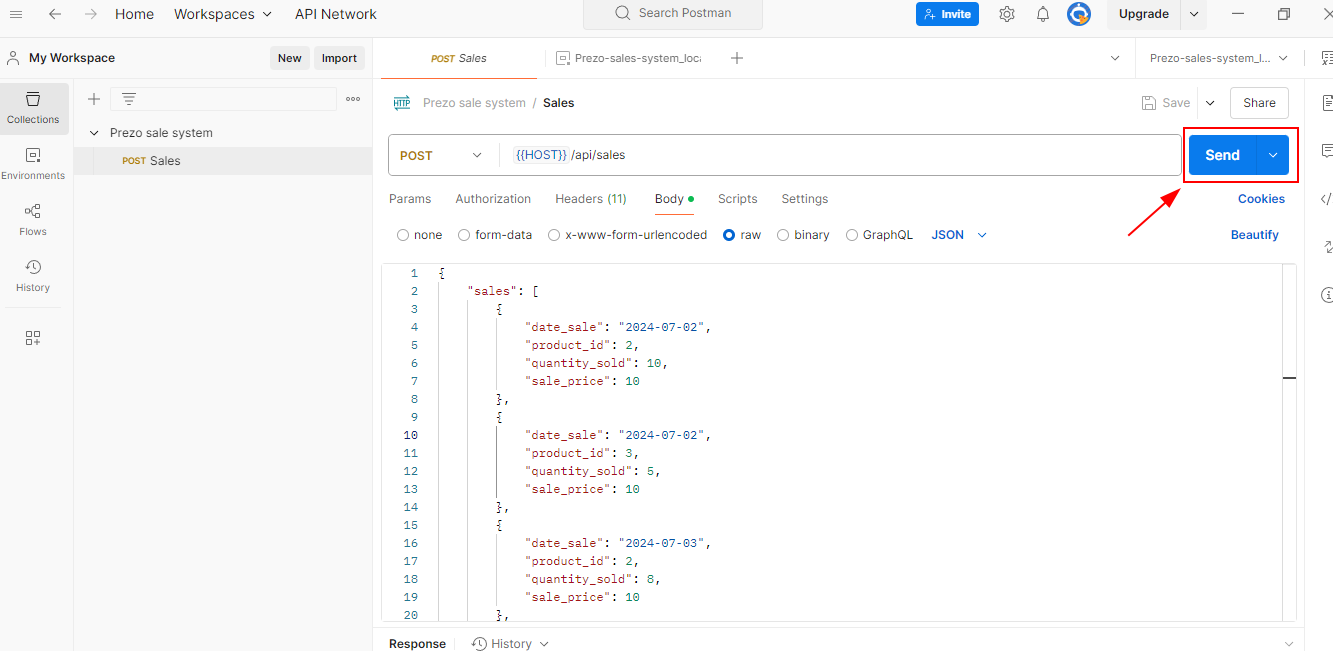 Home Workspaces API Network Search Postman Invite Upgrade
My Workspace New Import POST Sales Prezo-sales-system_loca Prezo-sales-system_l...
Collections
Environments
Flows
History
Prezo sale system
POST Sales
HTTP Prezo sale system / Sales Save Share
POST {{HOST}} /api/sales Send
Params Authorization Headers (11) Body Scripts Settings Cookies
none form-data x-www-form-urlencoded raw binary GraphQL JSON Beautify
1 {
2 "sales": [
3 {
4 "date_sale": "2024-07-02",
5 "product_id": 2,
6 "quantity_sold": 10,
7 "sale_price": 10
8 },
9 {
10 "date_sale": "2024-07-02",
11 "product_id": 3,
12 "quantity_sold": 5,
13 "sale_price": 10
14 },
15 {
16 "date_sale": "2024-07-03",
17 "product_id": 2,
18 "quantity_sold": 8,
19 "sale_price": 10
20 },
Response History